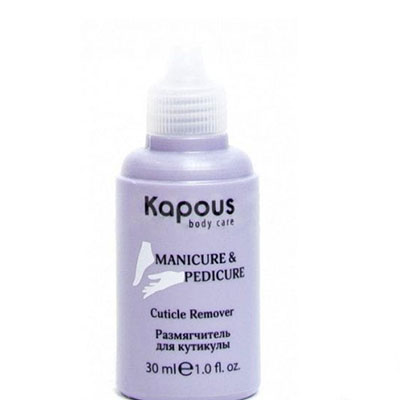 Kapous
body care
MANICURE &
PEDICURE
Cuticle Remover
Размягчитель
для кутикулы
30 ml℮1.0 fl. oz.